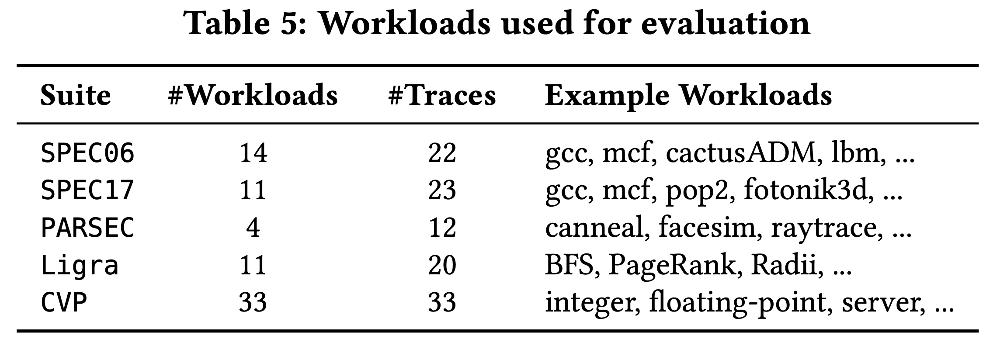 Table 5: Workloads used for evaluation
Suite #Workloads #Traces Example Workloads
SPEC06 14 22 gcc, mcf, cactusADM, lbm, ...
SPEC17 11 23 gcc, mcf, pop2, fotonik3d, ...
PARSEC 4 12 canneal, facesim, raytrace, ...
Ligra 11 20 BFS, PageRank, Radii, ...
CVP 33 33 integer, floating-point, server, ...